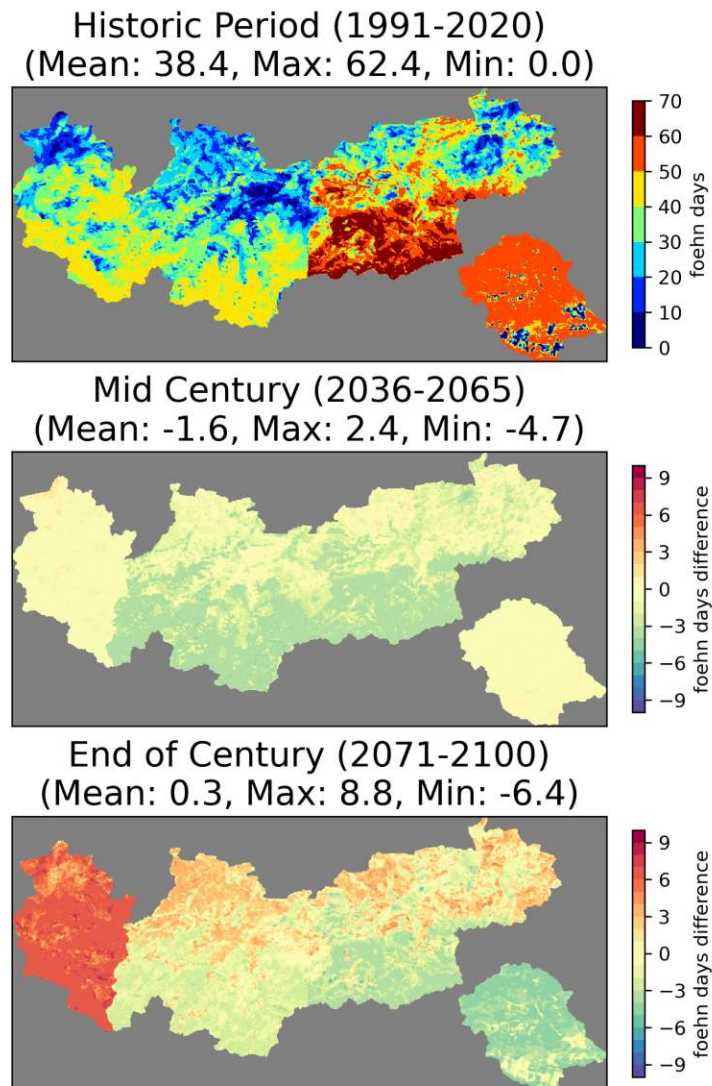 Historic Period (1991-2020)
(Mean: 38.4, Max: 62.4, Min: 0.0)
70
60
50
40
30
20
10
0
foehn days
Mid Century (2036-2065)
(Mean: -1.6, Max: 2.4, Min: -4.7)
9
6
3
0
−3
−6
−9
foehn days difference
End of Century (2071-2100)
(Mean: 0.3, Max: 8.8, Min: -6.4)
9
6
3
0
−3
−6
−9
foehn days difference